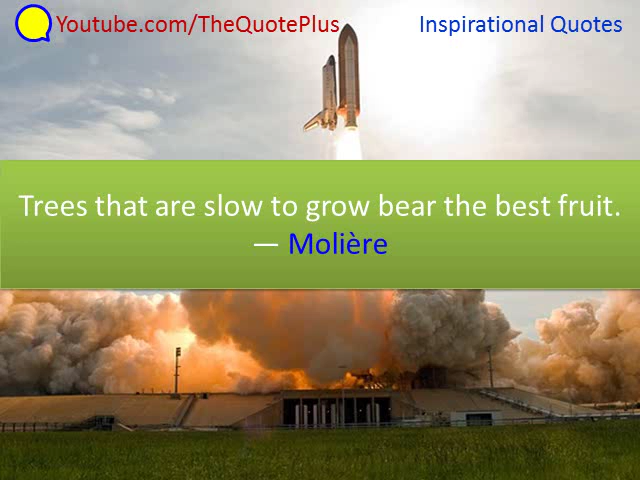 Youtube.com/TheQuotePlus
Inspirational Quotes
Trees that are slow to grow bear the best fruit.
— Molière